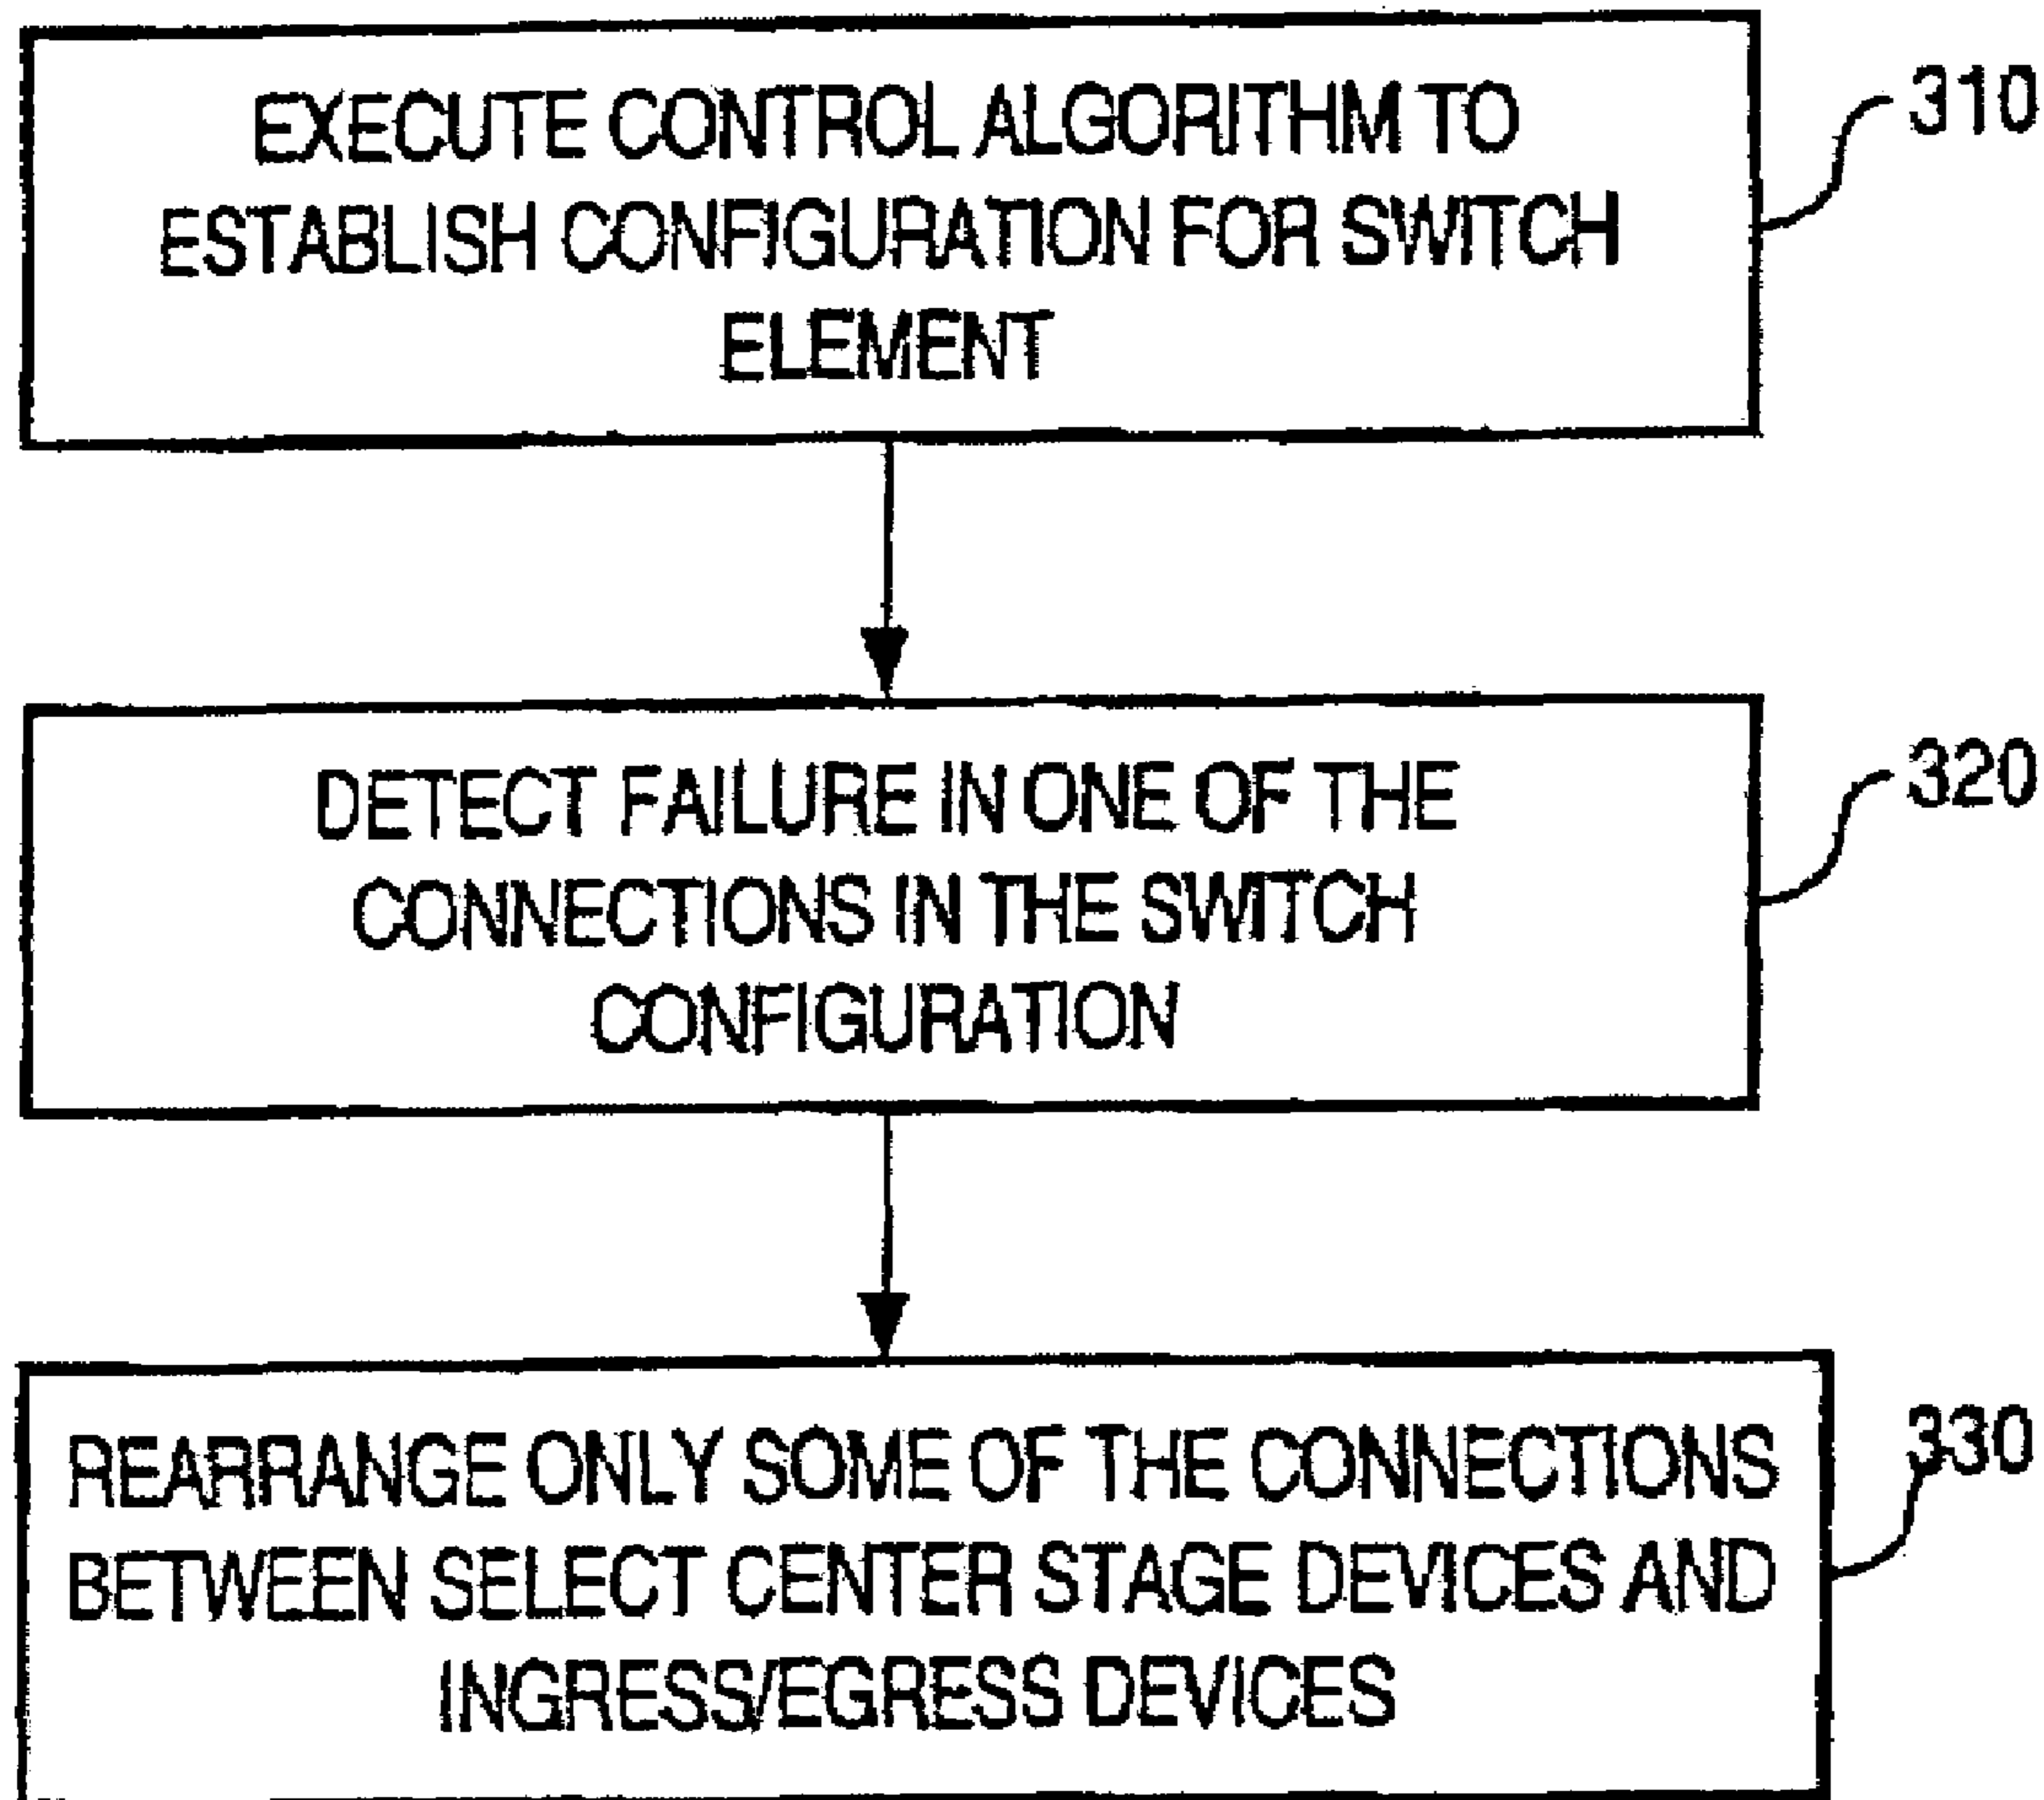 EXECUTE CONTROL ALGORITHM TO
ESTABLISH CONFIGURATION FOR SWITCH
ELEMENT
310
DETECT FAILURE IN ONE OF THE
CONNECTIONS IN THE SWITCH
CONFIGURATION
320
REARRANGE ONLY SOME OF THE CONNECTIONS
BETWEEN SELECT CENTER STAGE DEVICES AND
INGRESS/EGRESS DEVICES
330